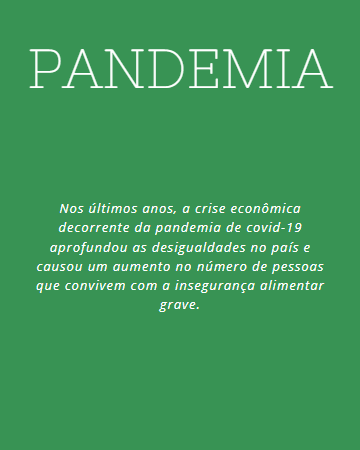 PANDEMIA
Nos últimos anos, a crise econômica
decorrente da pandemia de covid-19
aprofundou as desigualdades no país e
causou um aumento no número de pessoas
que convivem com a insegurança alimentar
grave.